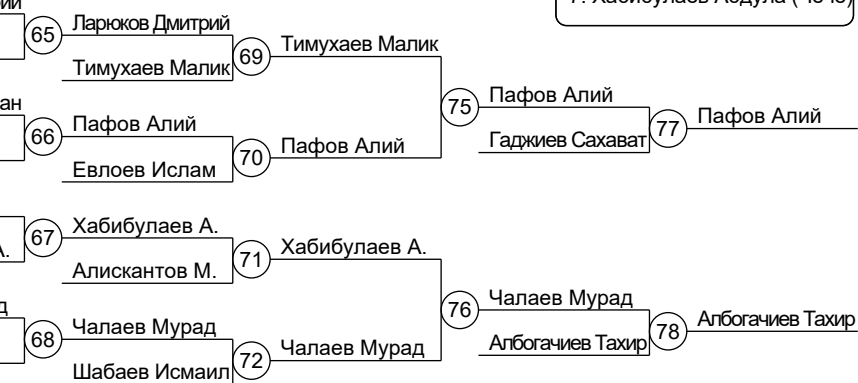 7. Хабибулаев Абдула (
65
Ларюков Дмитрий
Тимухаев Малик
69
Тимухаев Малик
75
Пафов Алий
Гаджиев Сахават
77
Пафов Алий
66
Пафов Алий
Евлоев Ислам
70
Пафов Алий
67
Хабибулаев А.
Алискантов М.
71
Хабибулаев А.
76
Чалаев Мурад
Албогачиев Тахир
78
Албогачиев Тахир
68
Чалаев Мурад
Шабаев Исмаил
72
Чалаев Мурад